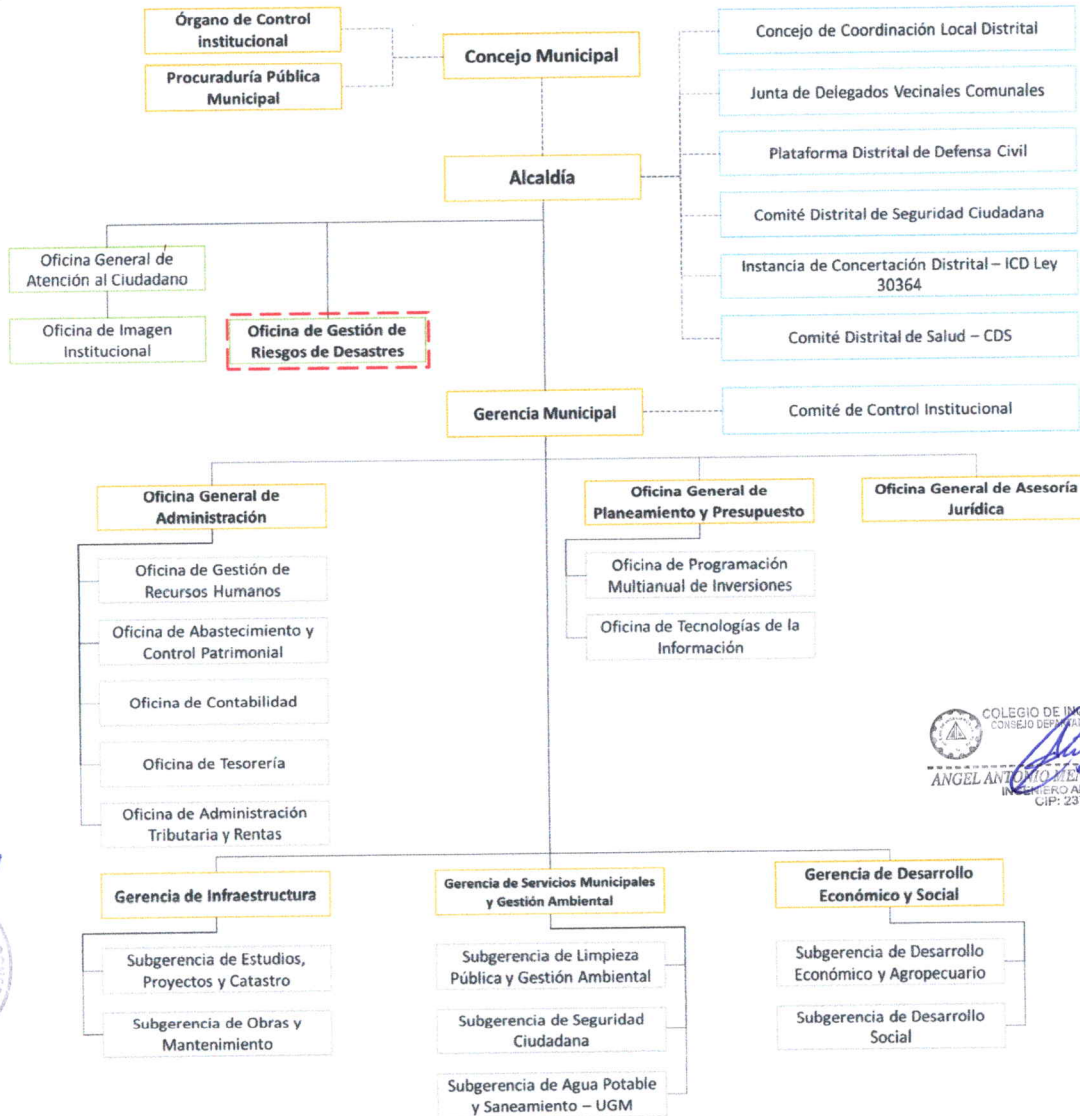 Órgano de Control
institucional
Procuraduría Pública
Municipal
Concejo Municipal
Alcaldía
Concejo de Coordinación Local Distrital
Junta de Delegados Vecinales Comunales
Plataforma Distrital de Defensa Civil
Comité Distrital de Seguridad Ciudadana
Instancia de Concertación Distrital – ICD Ley
30364
Comité Distrital de Salud – CDS
Oficina General de
Atención al Ciudadano
Oficina de Imagen
Institucional
Oficina de Gestión de
Riesgos de Desastres
Gerencia Municipal
Comité de Control Institucional
Oficina General de
Administración
Oficina General de
Planeamiento y Presupuesto
Oficina General de Asesoría
Jurídica
Oficina de Gestión de
Recursos Humanos
Oficina de Abastecimiento y
Control Patrimonial
Oficina de Contabilidad
Oficina de Tesorería
Oficina de Administración
Tributaria y Rentas
Oficina de Programación
Multianual de Inversiones
Oficina de Tecnologías de la
Información
COLEGIO DE
CONSEJO
ANGEL ANTONIO
CIP: 23
Gerencia de Infraestructura
Gerencia de Servicios Municipales
y Gestión Ambiental
Gerencia de Desarrollo
Económico y Social
Subgerencia de Estudios,
Proyectos y Catastro
Subgerencia de Obras y
Mantenimiento
Subgerencia de Limpieza
Pública y Gestión Ambiental
Subgerencia de Seguridad
Ciudadana
Subgerencia de Agua Potable
y Saneamiento – UGM
Subgerencia de Desarrollo
Económico y Agropecuario
Subgerencia de Desarrollo
Social